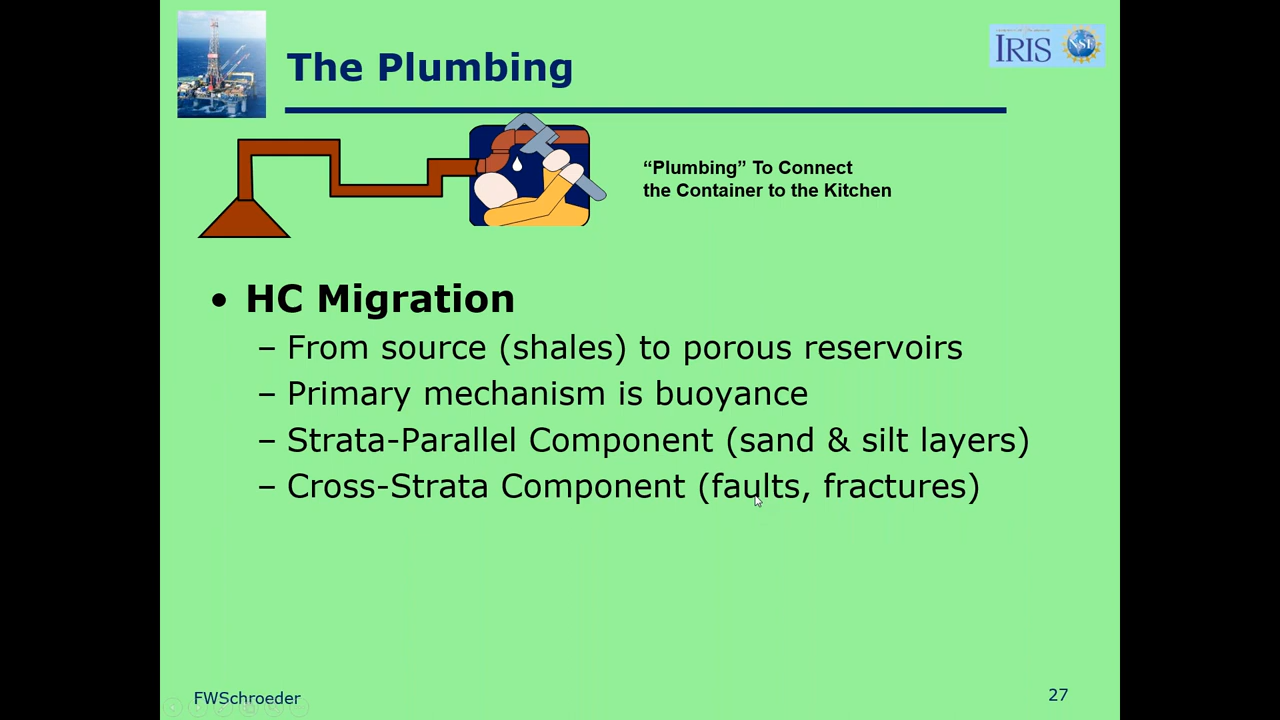 The Plumbing
IRIS
NSF
“Plumbing” To Connect
the Container to the Kitchen
• HC Migration
– From source (shales) to porous reservoirs
– Primary mechanism is buoyance
– Strata-Parallel Component (sand & silt layers)
– Cross-Strata Component (faults, fractures)
FWSchroeder
27